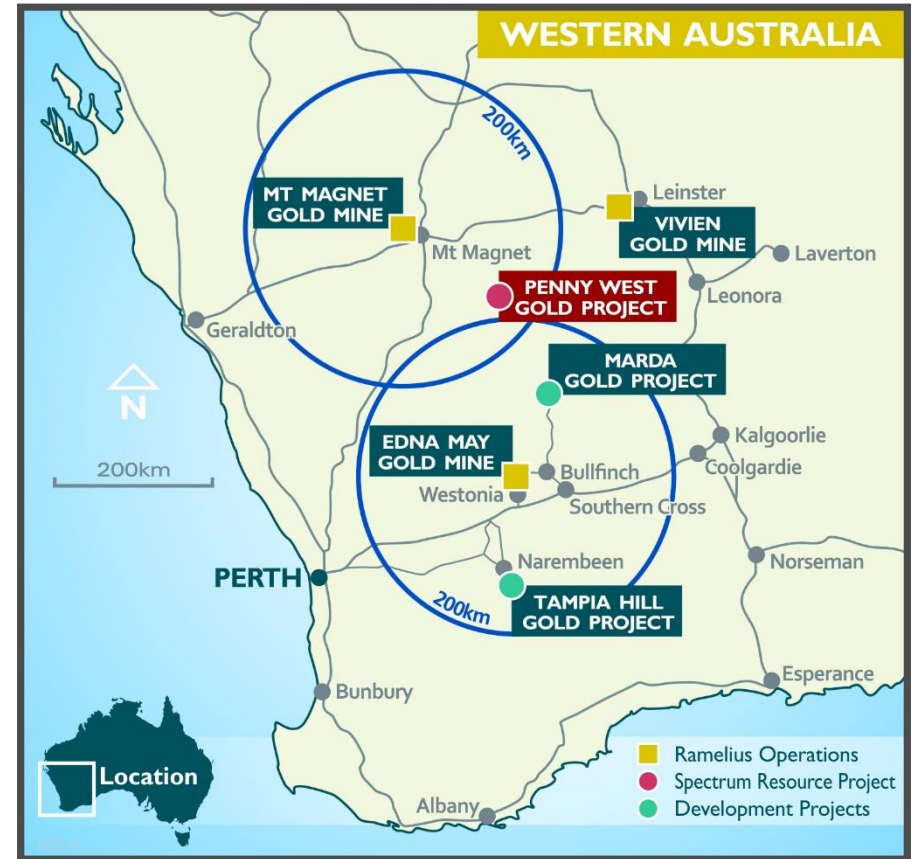 WESTERN AUSTRALIA
200km
MT MAGNET
GOLD MINE
Mt Magnet
Leinster
VIVIEN
GOLD MINE
Laverton
Leonora
PENNY WEST
GOLD PROJECT
Geraldton
MARDA
GOLD PROJECT
N
200km
EDNA MAY
GOLD MINE
Bullfinch
Westonia
Southern Cross
Kalgoorlie
Coolgardie
Norseman
PERTH
Narembeen
TAMPIA HILL
GOLD PROJECT
200km
Bunbury
Esperance
Albany
Location
Ramelius Operations
Spectrum Resource Project
Development Projects